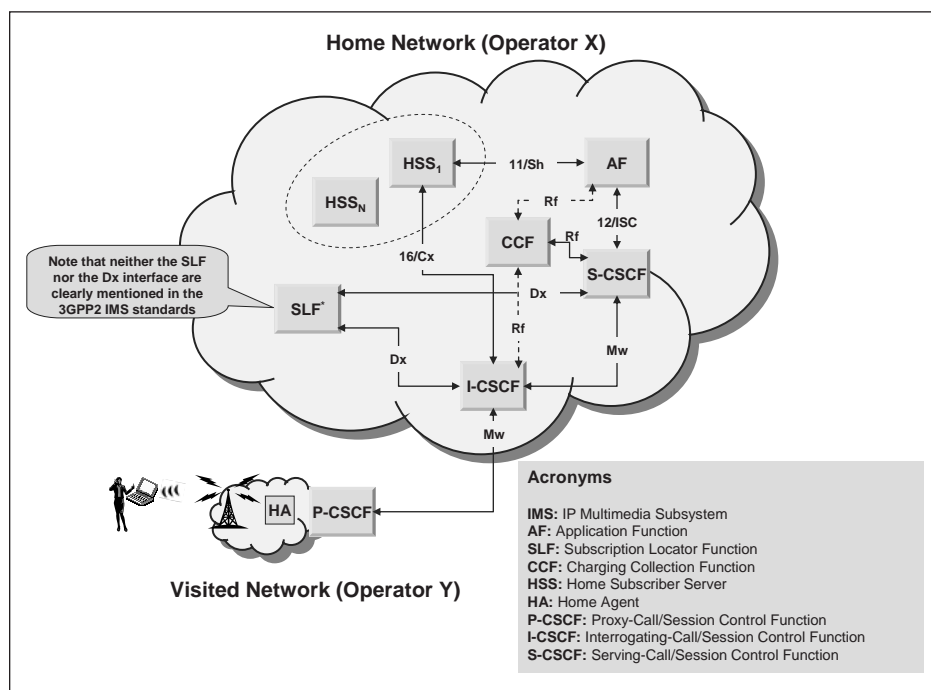 Home Network (Operator X)
HSS1
11/Sh
AF
HSSN
Rf
12/ISC
CCF
Rf
16/Cx
S-CSCF
Note that neither the SLF
nor the Dx interface are
clearly mentioned in the
3GPP2 IMS standards
SLF*
Dx
Rf
Mw
Dx
I-CSCF
Mw
HA
P-CSCF
Visited Network (Operator Y)
Acronyms
IMS: IP Multimedia Subsystem
AF: Application Function
SLF: Subscription Locator Function
CCF: Charging Collection Function
HSS: Home Subscriber Server
HA: Home Agent
P-CSCF: Proxy-Call/Session Control Function
I-CSCF: Interrogating-Call/Session Control Function
S-CSCF: Serving-Call/Session Control Function